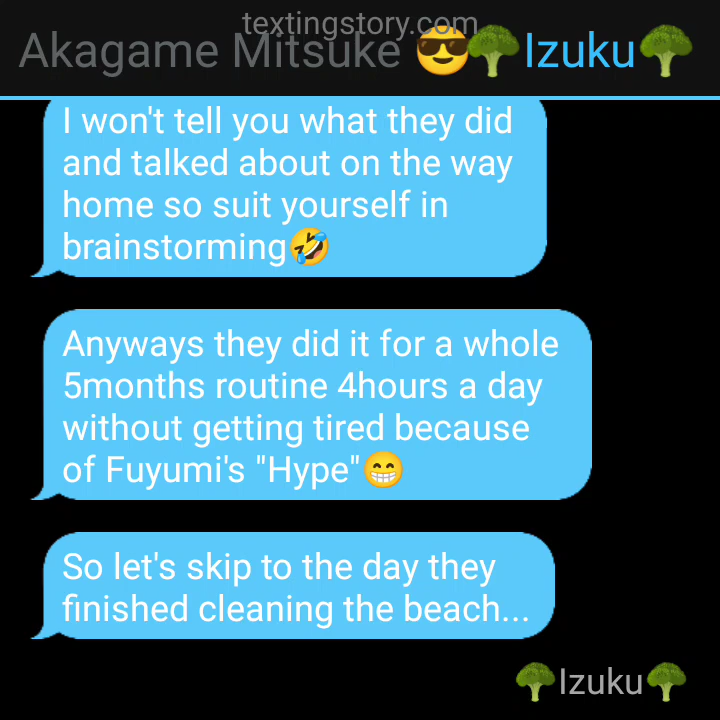 textingstory.com
Akagame Mitsuke 😎🥦Izuku🥦
I won't tell you what they did
and talked about on the way
home so suit yourself in
brainstorming🤣
Anyways they did it for a whole
5months routine 4hours a day
without getting tired because
of Fuyumi's "Hype"😁
So let's skip to the day they
finished cleaning the beach...
🥦Izuku🥦